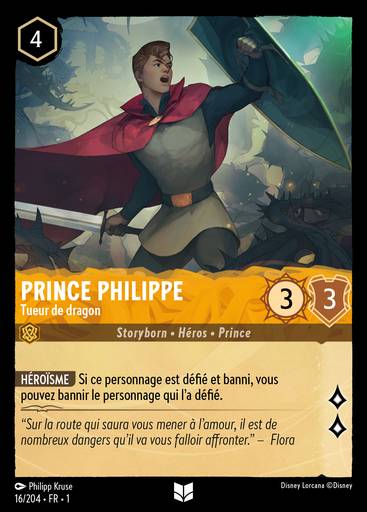 4
PRINCE PHILIPPE
Tueur de dragon
3
3
Storyborn • Héros • Prince
HÉROÏSME Si ce personnage est défié et banni, vous
pouvez bannir le personnage qui l'a défié.
“Sur la route qui saura vous mener à l'amour, il est de
nombreux dangers qu'il va vous falloir affronter.” – Flora
Philipp Kruse
16/204 • FR • 1
Disney Lorcana ©Disney